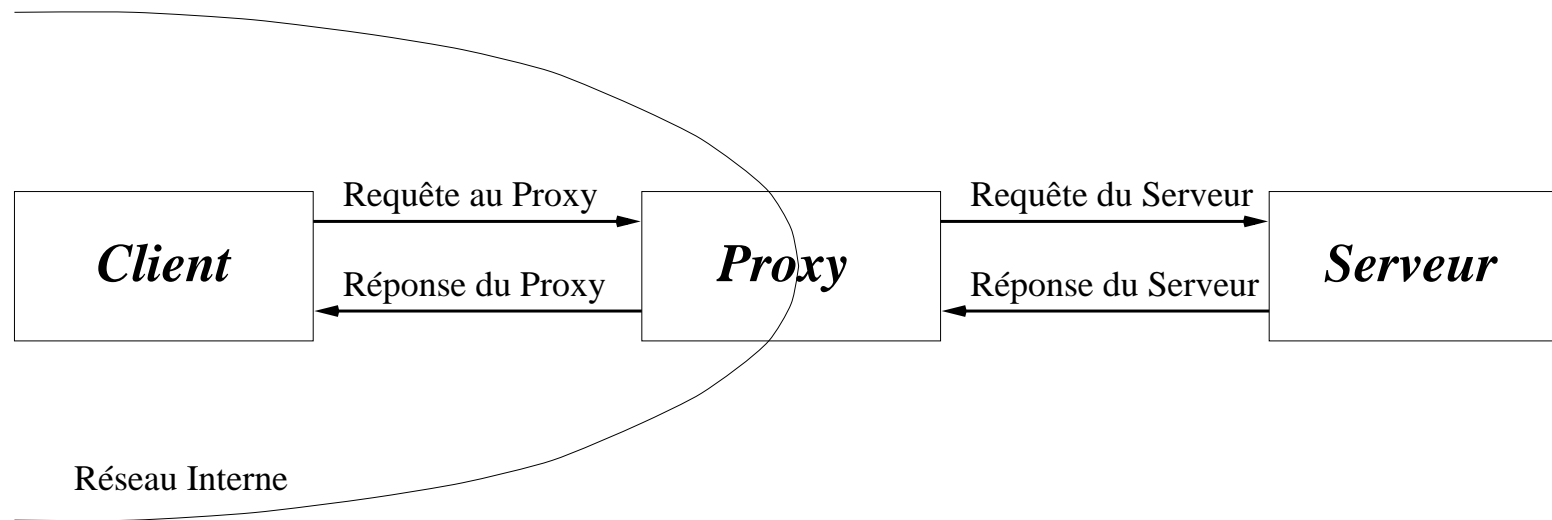 Requête au Proxy
Requête du Serveur
Client
Proxy
Serveur
Réponse du Proxy
Réponse du Serveur
Réseau Interne